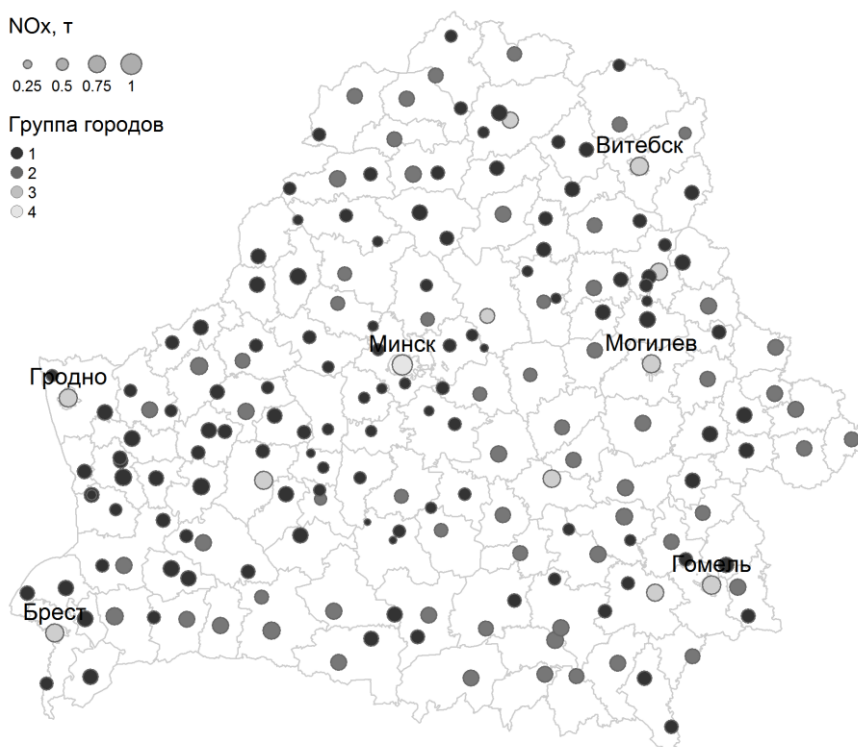 NOx, т
0.25 0.5 0.75 1
Группа городов
1
2
3
4
Витебск
Минск
Могилев
Гродно
Гомель
Брест